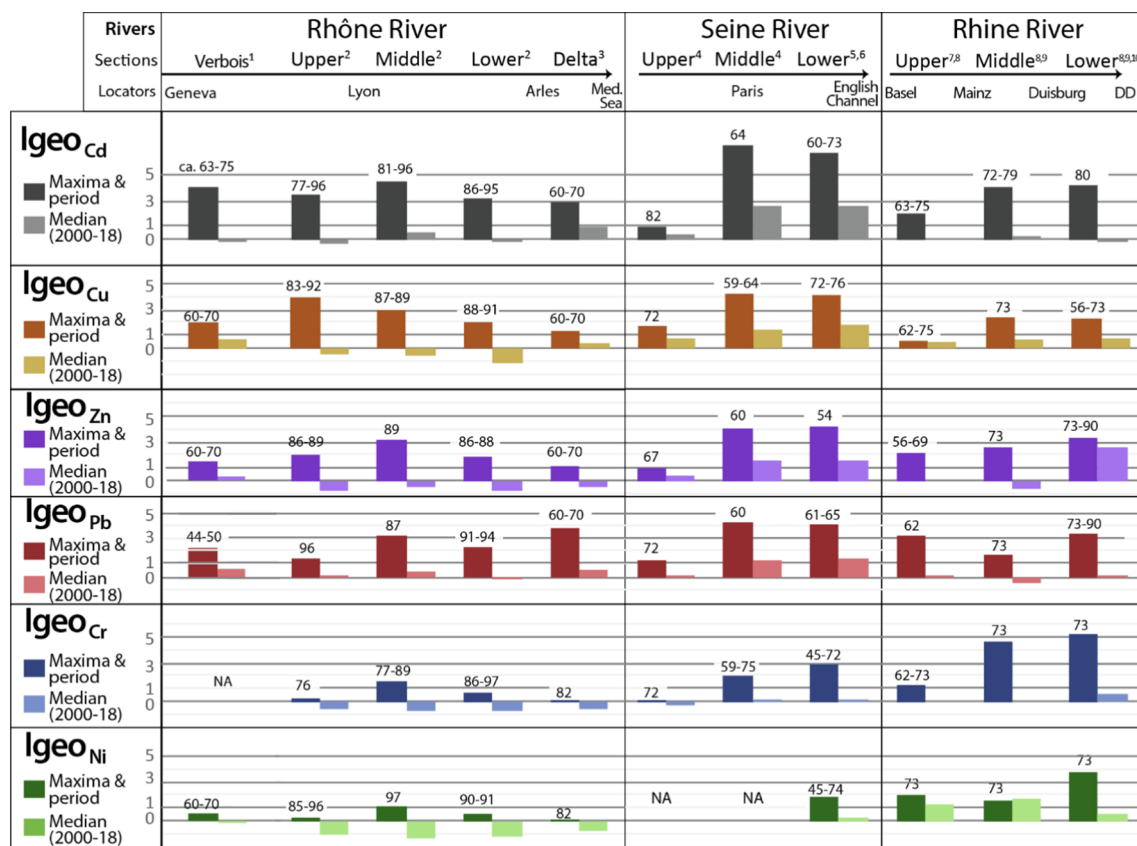 Rivers Rhône River Seine River Rhine River
Sections Verbois¹ Upper² Middle² Lower² Delta³ Upper⁴ Middle⁴ Lower⁵,⁶ Upper⁷,⁸ Middle⁸,⁹ Lower⁸,⁹,¹⁰
Locators Geneva Lyon Arles Med. Sea Paris English Channel Basel Mainz Duisburg DD
Igeo Cd
Maxima & period
Median (2000-18)
5
3
1
0
ca. 63-75 77-96 81-96 86-95 60-70 82 64 60-73 63-75 72-79 80
Igeo Cu
Maxima & period
Median (2000-18)
5
3
1
0
60-70 83-92 87-89 88-91 60-70 72 59-64 72-76 62-75 73 56-73
Igeo Zn
Maxima & period
Median (2000-18)
5
3
1
0
60-70 86-89 89 86-88 60-70 67 60 54 56-69 73 73-90
Igeo Pb
Maxima & period
Median (2000-18)
5
3
1
0
44-50 96 87 91-94 60-70 72 60 61-65 62 73 73-90
Igeo Cr
Maxima & period
Median (2000-18)
5
3
1
0
NA 76 77-89 86-97 82 72 59-75 45-72 62-73 73 73
Igeo Ni
Maxima & period
Median (2000-18)
5
3
1
0
60-70 85-96 97 90-91 82 NA NA 45-74 73 73 73